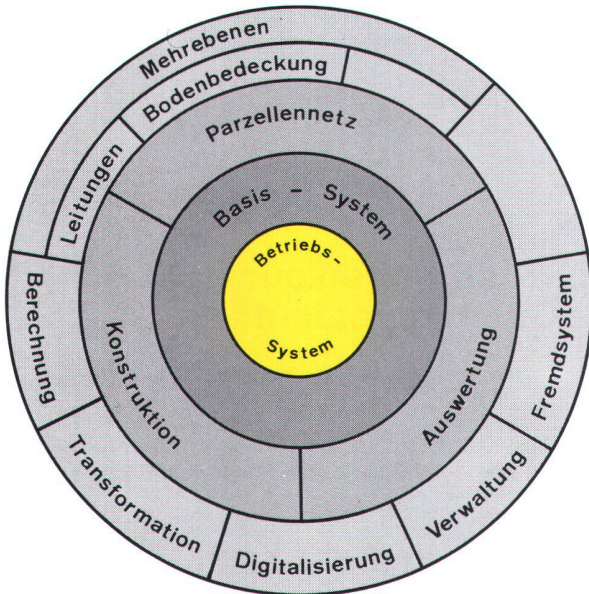 Mehrebenen
Bodenbedeckung
Leitungen
Parzellennetz
Basis – System
Betriebs-
System
Konstruktion
Auswertung
Berechnung
Transformation
Digitalisierung
Verwaltung
Fremdsystem